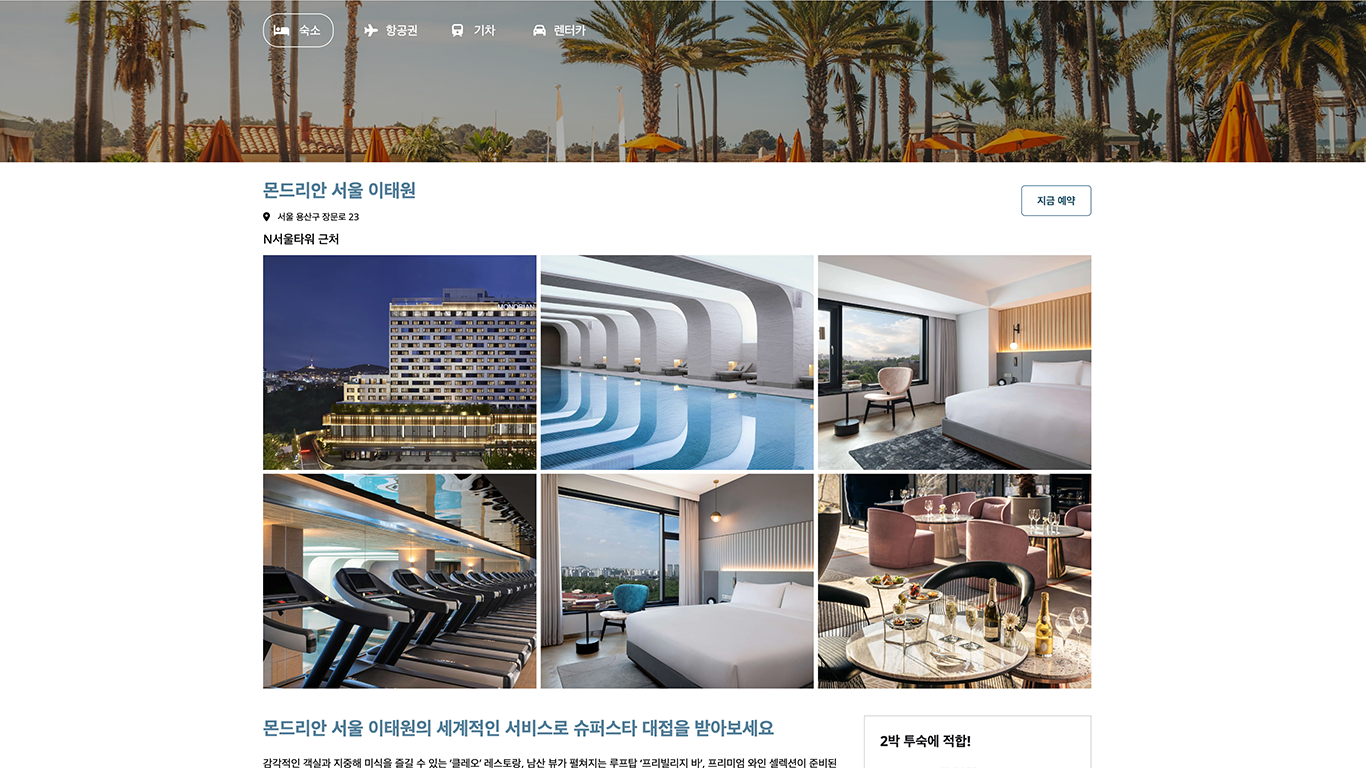 숙소
항공권
기차
렌터카
몬드리안 서울 이태원
지금 예약
서울 용산구 장문로 23
N서울타워 근처
MONDRIAN
몬드리안 서울 이태원의 세계적인 서비스로 슈퍼스타 대접을 받아보세요
2박 투숙에 적합!
감각적인 객실과 지중해 미식을 즐길 수 있는 ‘클레오’ 레스토랑, 남산 뷰가 펼쳐지는 루프탑 ‘프리빌리지 바’, 프리미엄 와인 셀렉션이 준비된